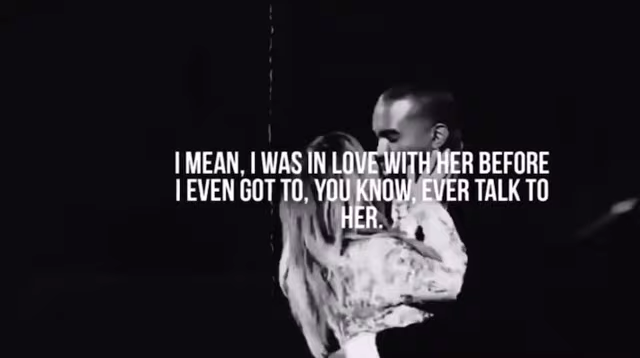 I MEAN, I WAS IN LOVE WITH HER BEFORE
I EVEN GOT TO, YOU KNOW, EVER TALK TO
HER.